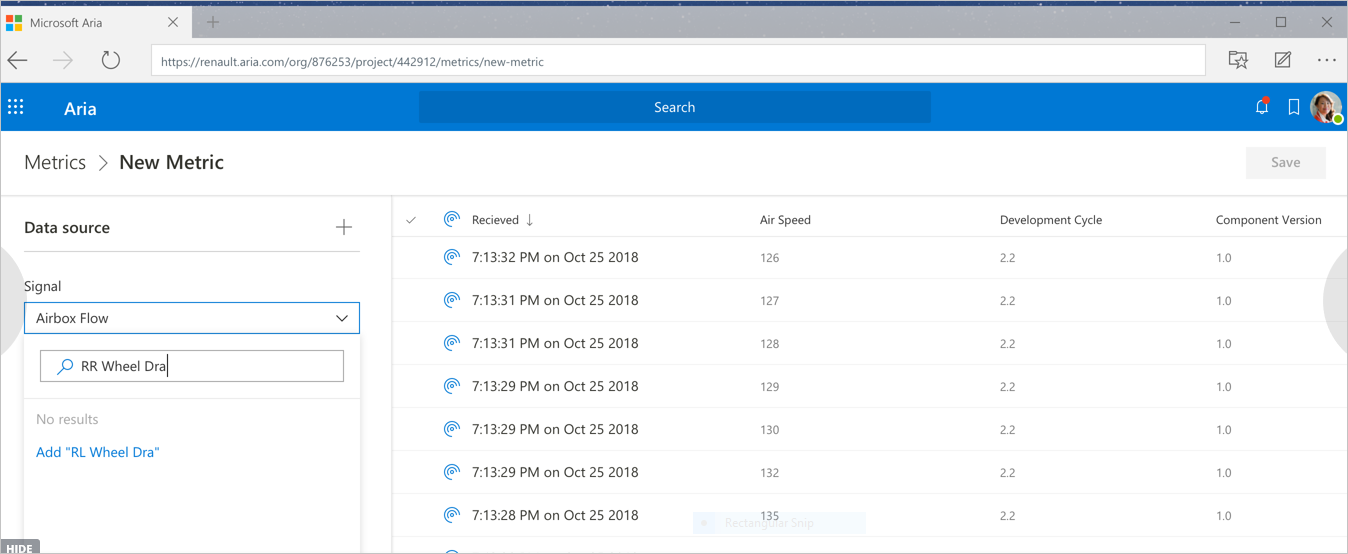 Microsoft Aria
https://renault.aria.com/org/876253/project/442912/metrics/new-metric
Aria
Search
Metrics > New Metric
Save
Data source
Signal
Airbox Flow
RR Wheel Dra
No results
Add "RL Wheel Dra"
HIDE
Recieved ↓ Air Speed Development Cycle Component Version
7:13:32 PM on Oct 25 2018 126 2.2 1.0
7:13:31 PM on Oct 25 2018 127 2.2 1.0
7:13:31 PM on Oct 25 2018 128 2.2 1.0
7:13:29 PM on Oct 25 2018 129 2.2 1.0
7:13:29 PM on Oct 25 2018 130 2.2 1.0
7:13:29 PM on Oct 25 2018 132 2.2 1.0
7:13:28 PM on Oct 25 2018 135 2.2 1.0
Rectangular Snip